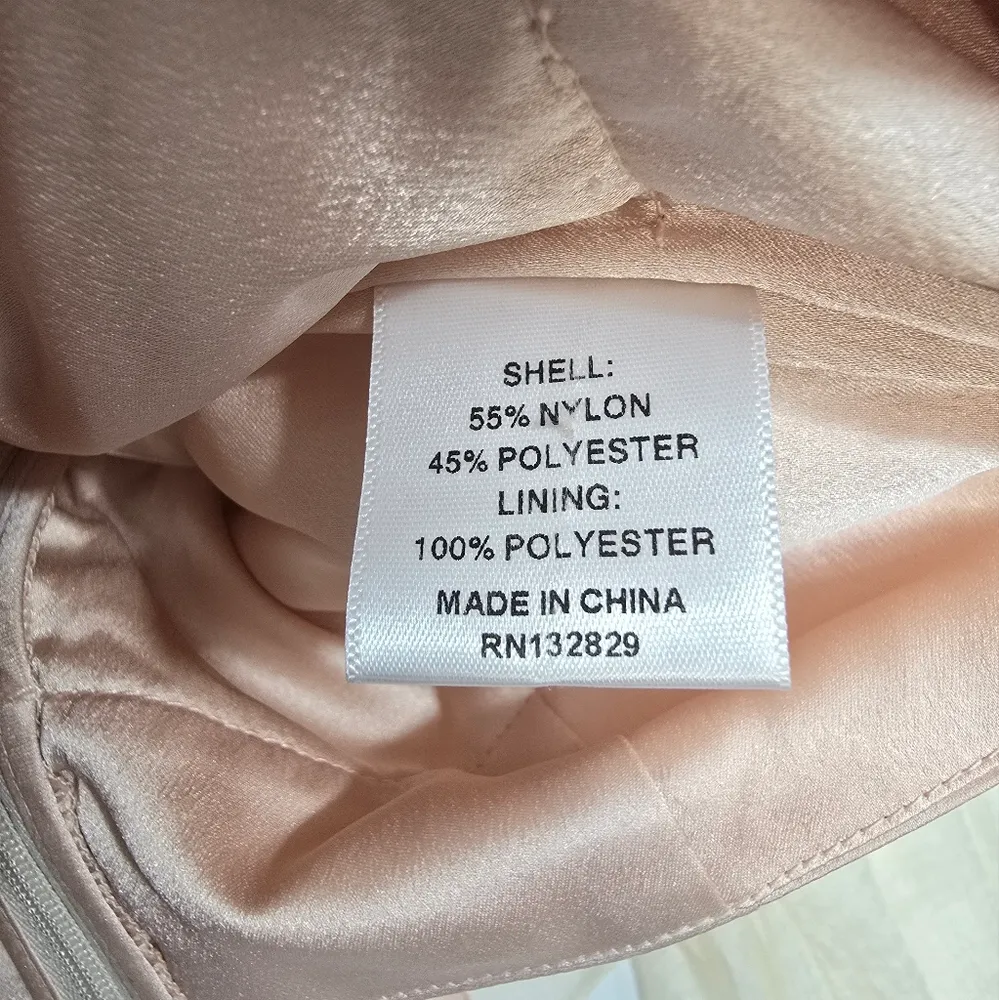 SHELL:
55% NYLON
45% POLYESTER
LINING:
100% POLYESTER
MADE IN CHINA
RN132829